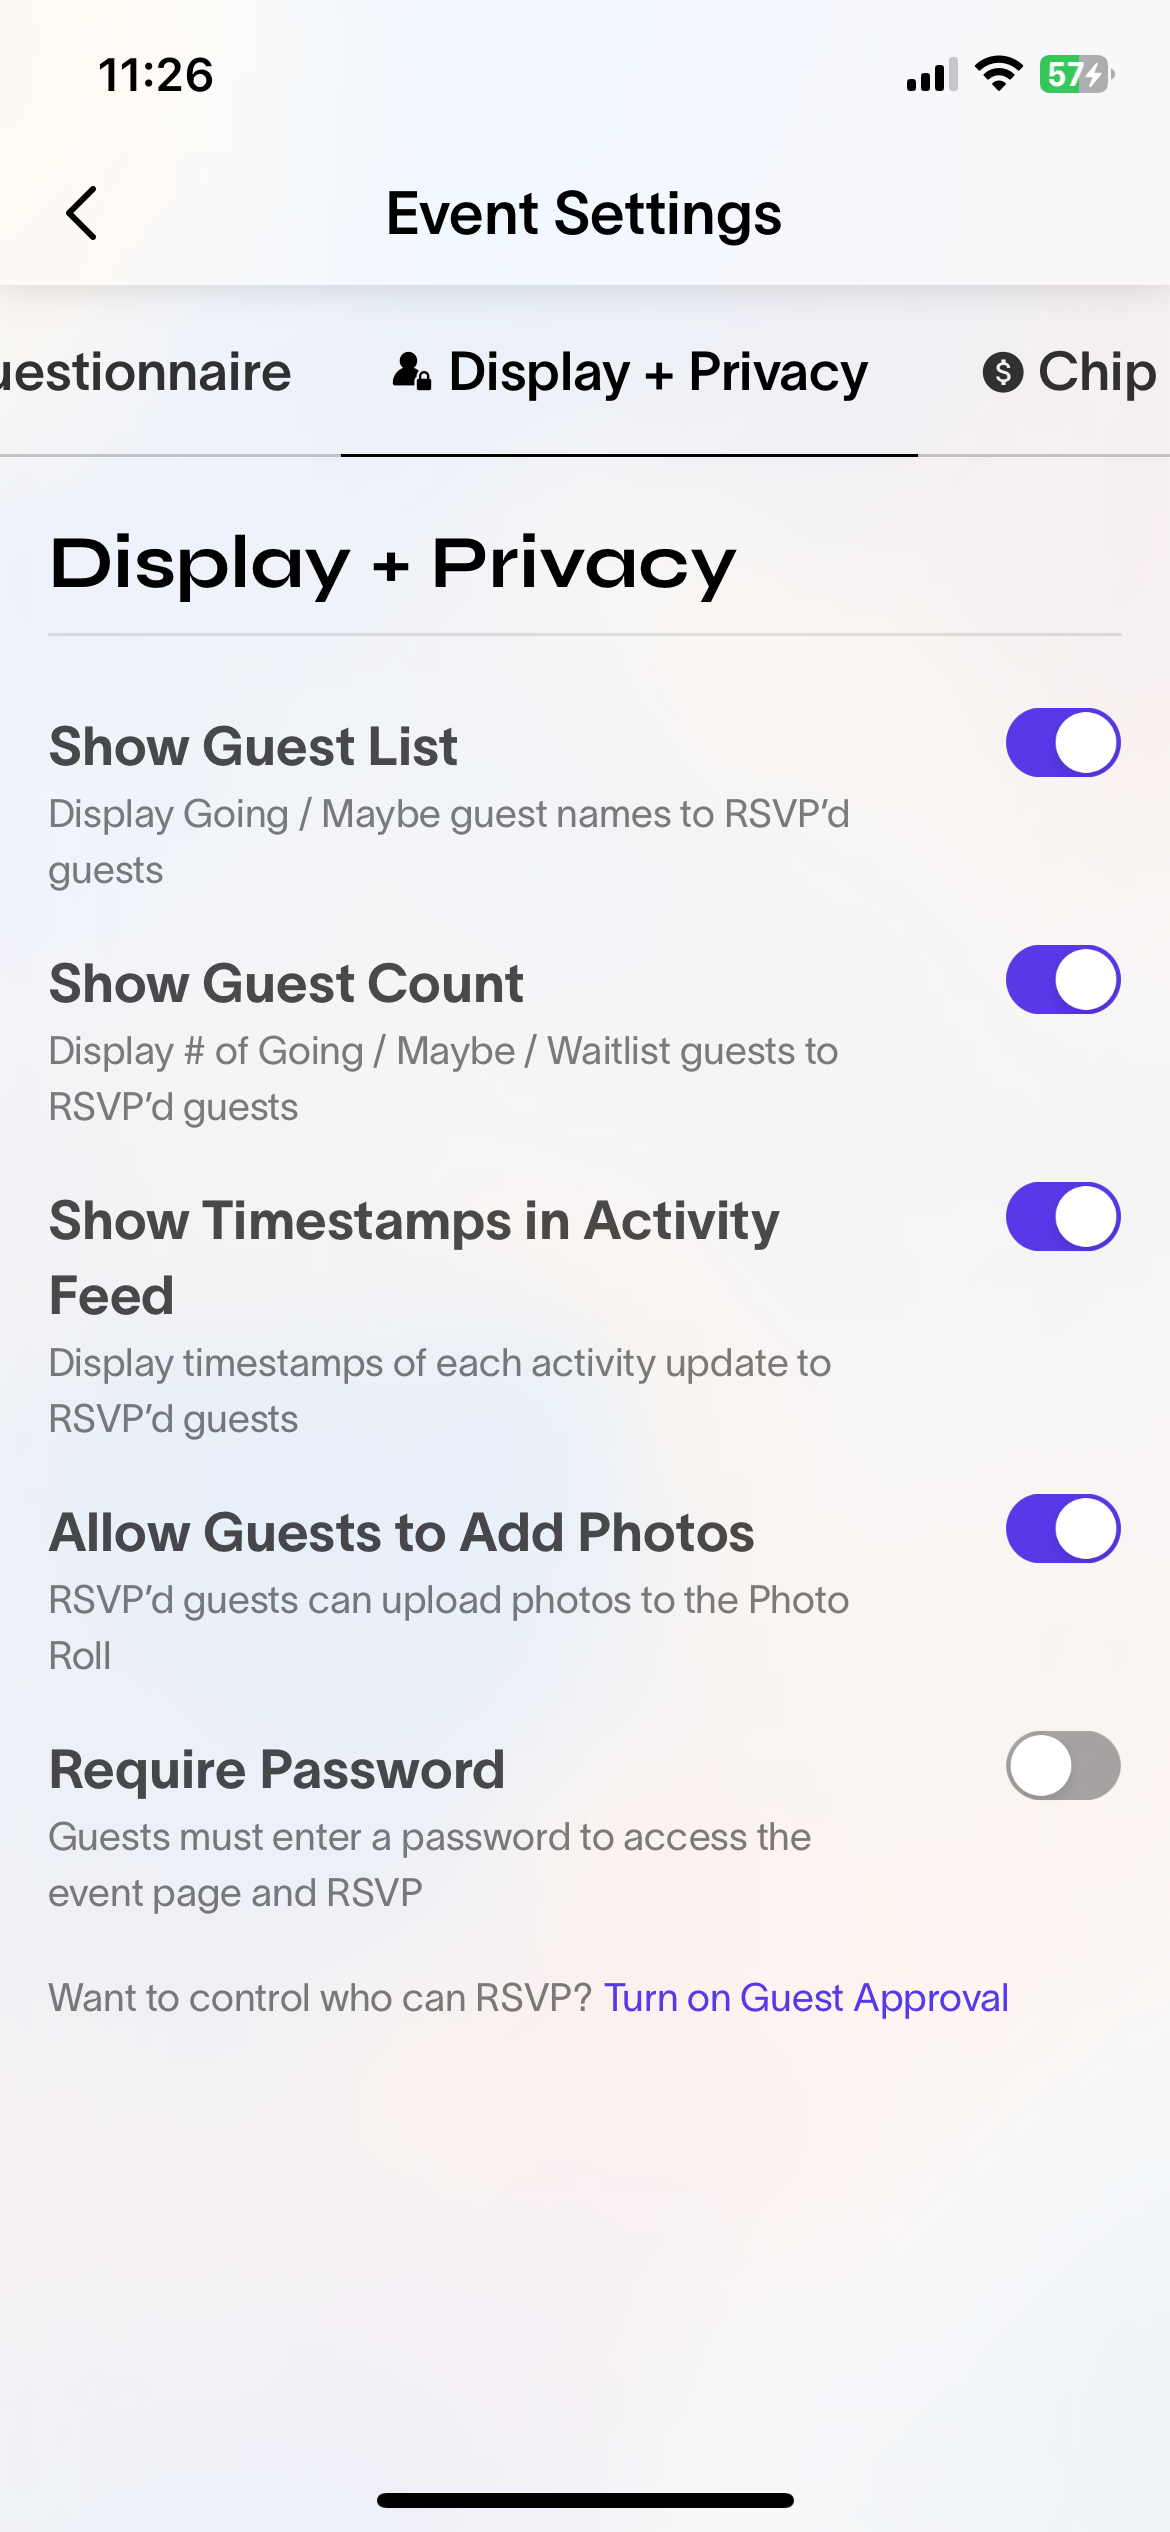 11:26
57
Event Settings
uestionnaire
Display + Privacy
$ Chip
Display + Privacy
Show Guest List
Display Going / Maybe guest names to RSVP’d
guests
Show Guest Count
Display # of Going / Maybe / Waitlist guests to
RSVP’d guests
Show Timestamps in Activity
Feed
Display timestamps of each activity update to
RSVP’d guests
Allow Guests to Add Photos
RSVP’d guests can upload photos to the Photo
Roll
Require Password
Guests must enter a password to access the
event page and RSVP
Want to control who can RSVP? Turn on Guest Approval